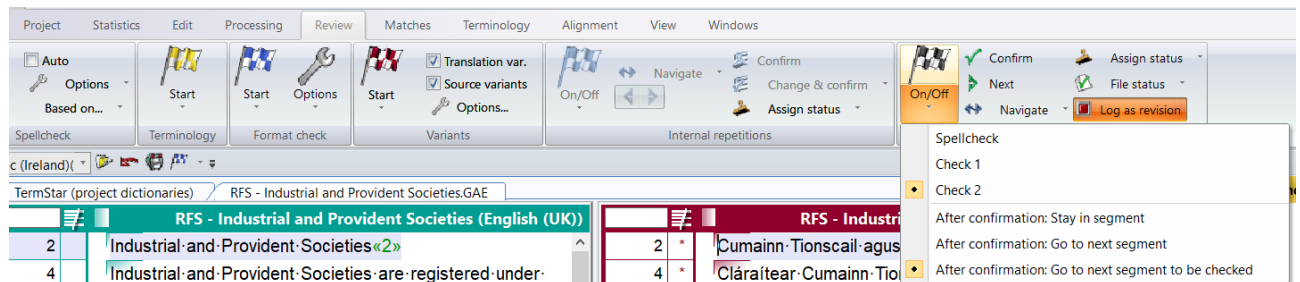 Project Statistics Edit Processing Review Matches Terminology Alignment View Windows
Auto
Options
Based on...
Spellcheck
Start
Terminology
Start Options
Format check
Start
Translation var.
Source variants
Options...
Variants
On/Off
Navigate
Confirm
Change & confirm
Assign status
Internal repetitions
On/Off
Confirm
Next
Navigate
Assign status
File status
Log as revision
Spellcheck
Check 1
Check 2
After confirmation: Stay in segment
After confirmation: Go to next segment
After confirmation: Go to next segment to be checked
c (Ireland)(
TermStar (project dictionaries) RFS - Industrial and Provident Societies.GAE
RFS - Industrial and Provident Societies (English (UK))
2 Industrial·and·Provident·Societies«2»
4 Industrial·and·Provident·Societies·are·registered·under·
RFS - Industri
2 * Cumainn·Tionscail·agus
4 * Cláraítear·Cumainn·Tio